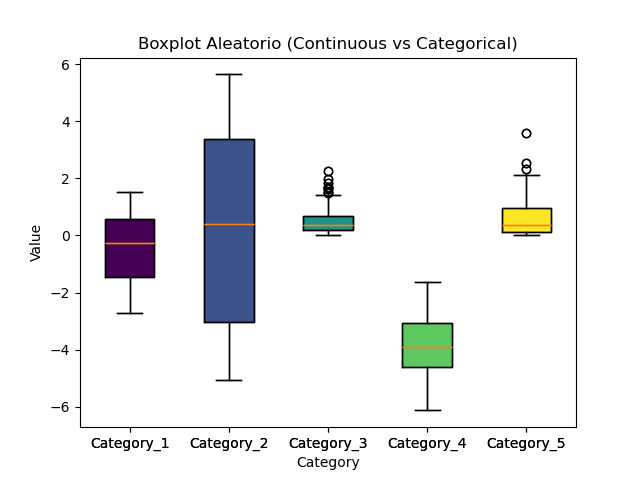 Boxplot Aleatorio (Continuous vs Categorical)
6
4
2
0
−2
−4
−6
Value
Category_1 Category_2 Category_3 Category_4 Category_5
Category